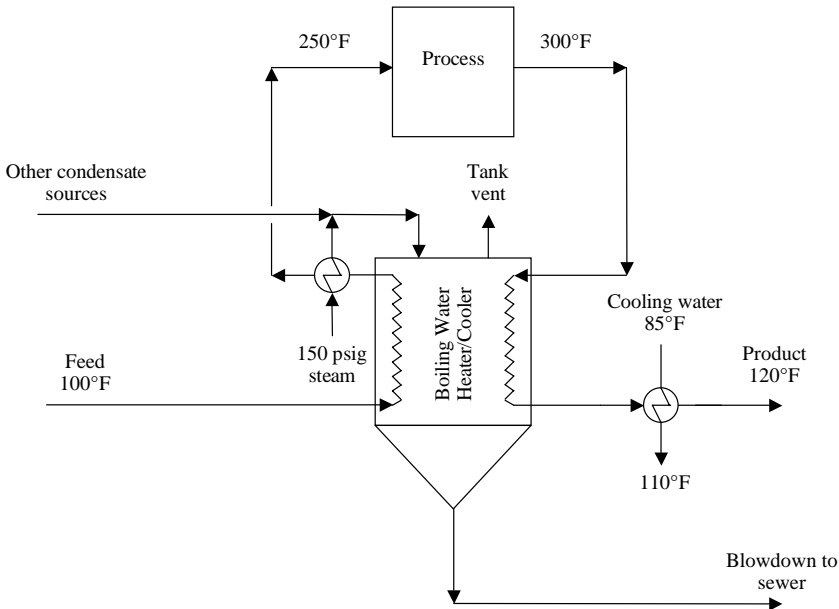 250°F
Process
300°F
Other condensate
sources
Tank
vent
Boiling Water
Heater/Cooler
Cooling water
85°F
150 psig
steam
Feed
100°F
Product
120°F
110°F
Blowdown to
sewer